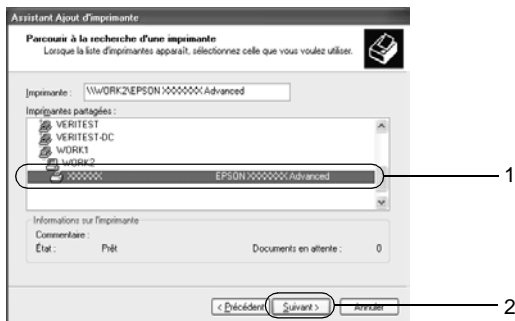 Assistant Ajout d'imprimante
Parcourir à la recherche d'une imprimante
Lorsque la liste d'imprimantes apparaît, sélectionnez celle que vous voulez utiliser.
Imprimante : \\WORK2\EPSON XXXXXXX Advanced
Imprimantes partagées :
VERITEST
VERITEST-DC
WORK1
WORK2
XXXXXX EPSON XXXXXXX Advanced
1
Informations sur l'imprimante
Commentaire :
État : Prêt Documents en attente : 0
< Précédent Suivant > Annuler
2